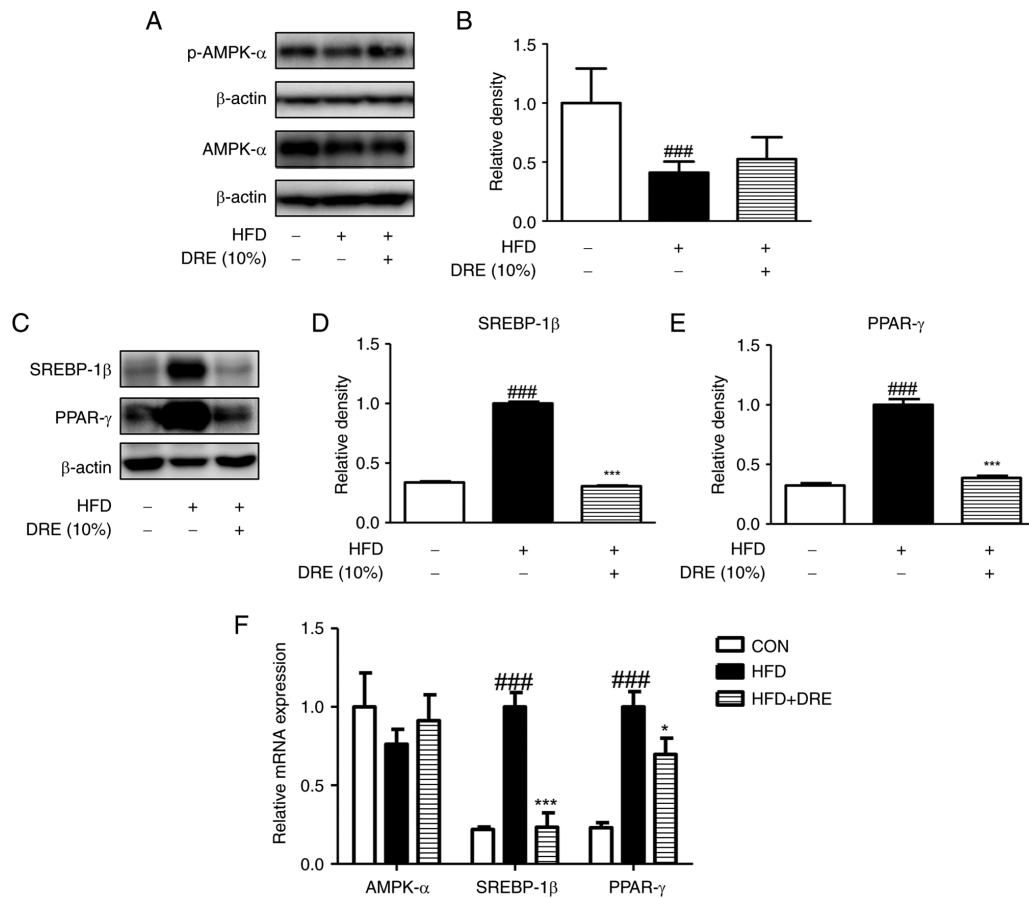 A
p-AMPK-α
β-actin
AMPK-α
β-actin
HFD – + +
DRE (10%) – – +
B
Relative density
1.5
1.0
0.5
0.0
###
HFD – + +
DRE (10%) – – +
C
SREBP-1β
PPAR-γ
β-actin
HFD – + +
DRE (10%) – – +
D
SREBP-1β
Relative density
1.5
1.0
0.5
0.0
###
***
HFD – + +
DRE (10%) – – +
E
PPAR-γ
Relative density
1.5
1.0
0.5
0.0
###
***
HFD – + +
DRE (10%) – – +
F
Relative mRNA expression
1.5
1.0
0.5
0.0
###
***
###
*
AMPK-α SREBP-1β PPAR-γ
CON
HFD
HFD+DRE